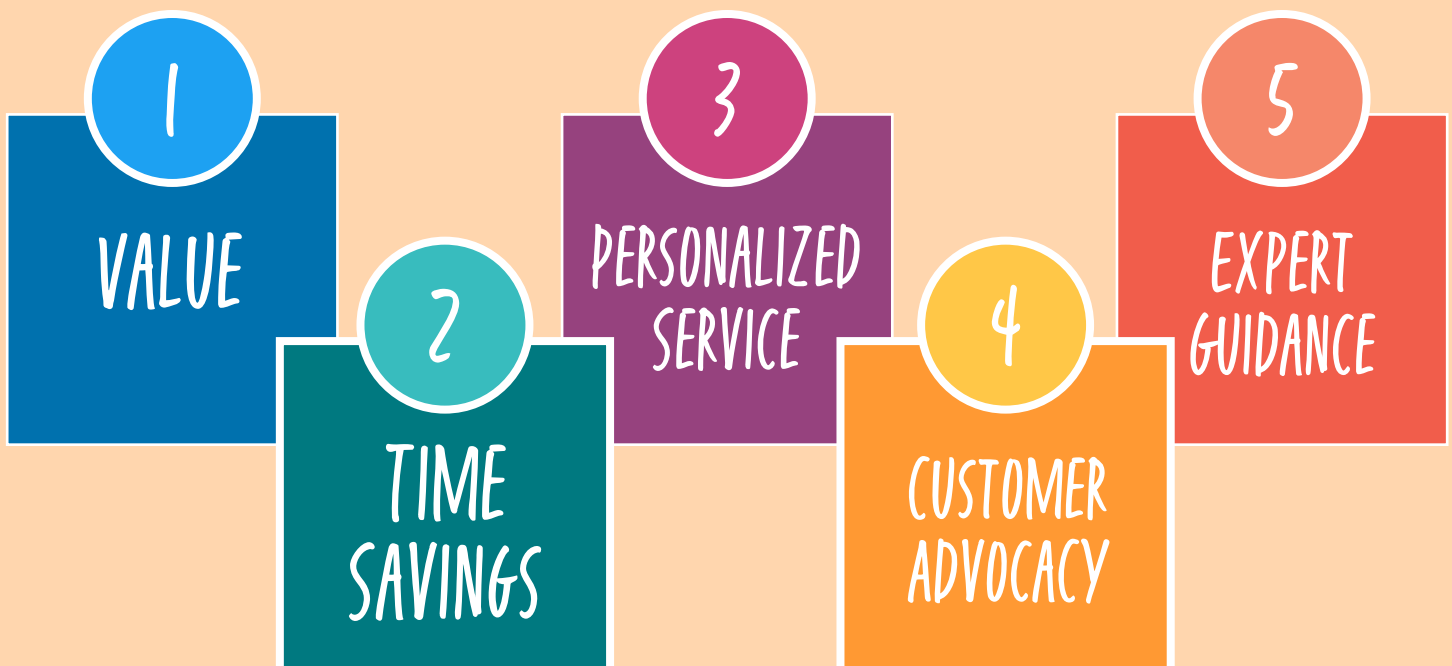 1
VALUE
2
TIME
SAVINGS
3
PERSONALIZED
SERVICE
4
CUSTOMER
ADVOCACY
5
EXPERT
GUIDANCE